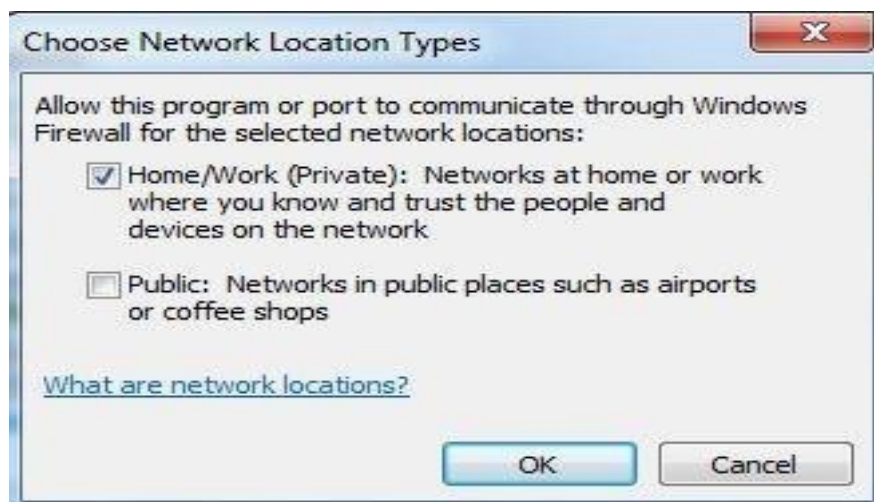 Choose Network Location Types
Allow this program or port to communicate through Windows
Firewall for the selected network locations:
Home/Work (Private): Networks at home or work
where you know and trust the people and
devices on the network
Public: Networks in public places such as airports
or coffee shops
What are network locations?
OK
Cancel